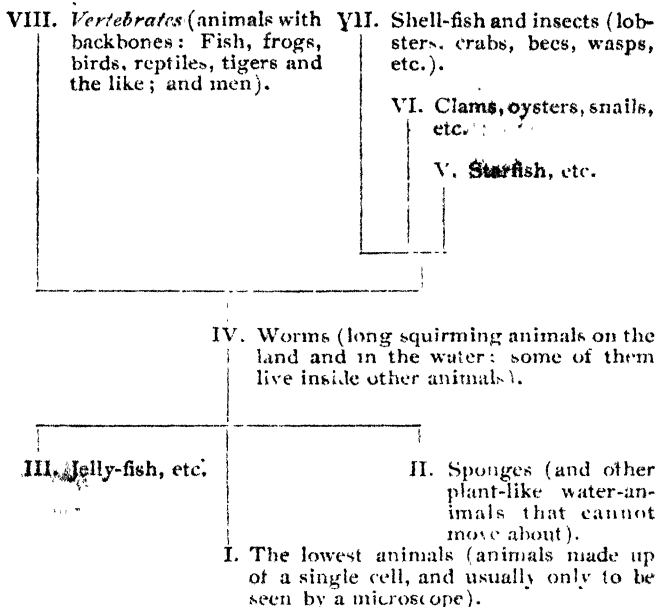 VIII. Vertebrates (animals with
backbones: Fish, frogs,
birds, reptiles, tigers and
the like; and men).
VII. Shell-fish and insects (lob-
sters, crabs, bees, wasps,
etc.).
VI. Clams, oysters, snails,
etc.
V. Starfish, etc.
IV. Worms (long squirming animals on the
land and in the water: some of them
live inside other animals).
III. Jelly-fish, etc.
II. Sponges (and other
plant-like water-an-
imals that cannot
move about).
I. The lowest animals (animals made up
of a single cell, and usually only to be
seen by a microscope).